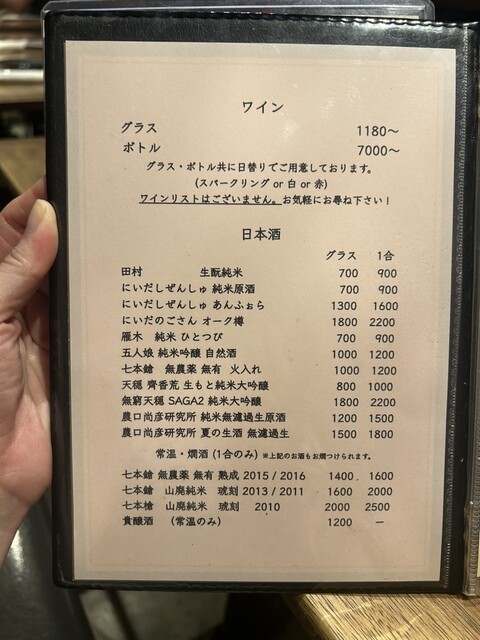 ワイン
グラス 1180〜
ボトル 7000〜
グラス・ボトル共に日替りでご用意しております。
(スパークリング or 白 or 赤)
ワインリストはございません。お気軽にお尋ね下さい！
日本酒
グラス 1合
田村 生酛純米 700 900
にいだしぜんしゅ 純米原酒 700 900
にいだしぜんしゅ あんふぉら 1300 1600
にいだのごさん オーク樽 1800 2200
雁木 純米 ひとつび 700 900
五人娘 純米吟醸 自然酒 1000 1200
七本鎗 無農薬 無有 火入れ 1000 1200
天穏 齊香荒 生もと純米大吟醸 800 1000
無窮天穏 SAGA2 純米大吟醸 1800 2200
農口尚彦研究所 純米無濾過生原酒 1200 1500
農口尚彦研究所 夏の生酒 無濾過生 1500 1800
常温・燗酒 (1合のみ) ※上記のお酒もお燗つけられます。
七本鎗 無農薬 無有 熟成 2015 / 2016 1400 1600
七本鎗 山廃純米 琥刻 2013 / 2011 1600 2000
七本槍 山廃純米 琥刻 2010 2000 2500
貴醸酒 (常温のみ) 1200 ー